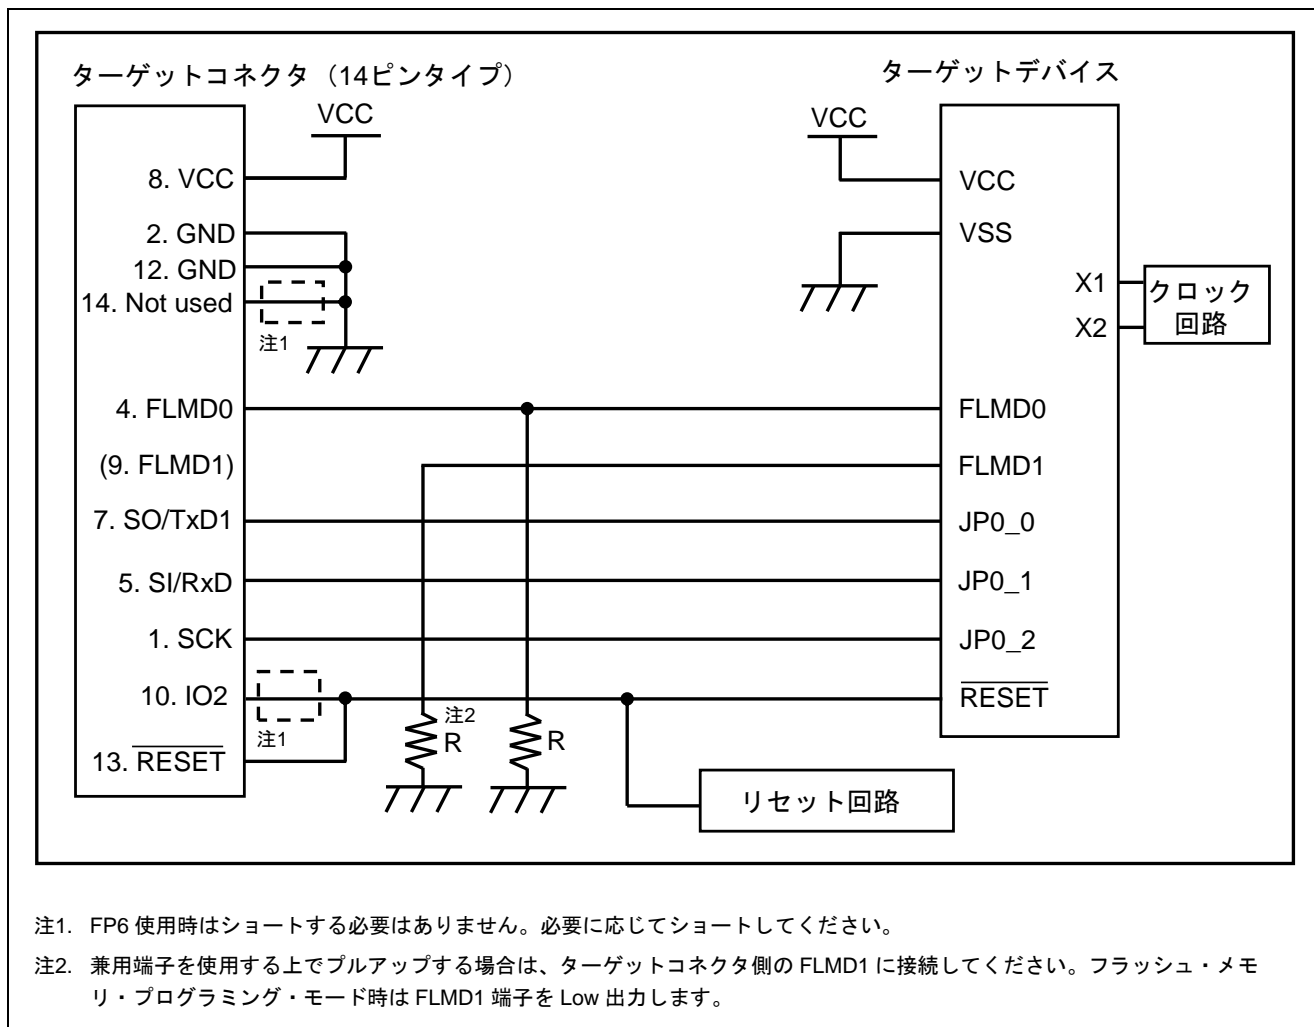 ターゲットコネクタ（14ピンタイプ）
VCC
8. VCC
2. GND
12. GND
14. Not used
注1
4. FLMD0
(9. FLMD1)
7. SO/TxD1
5. SI/RxD
1. SCK
10. IO2
注1
13. RESET
注2
R
R
リセット回路
ターゲットデバイス
VCC
VCC
VSS
X1
X2
クロック
回路
FLMD0
FLMD1
JP0_0
JP0_1
JP0_2
RESET
注1. FP6 使用時はショートする必要はありません。必要に応じてショートしてください。
注2. 兼用端子を使用する上でプルアップする場合は、ターゲットコネクタ側の FLMD1 に接続してください。フラッシュ・メモ
リ・プログラミング・モード時は FLMD1 端子を Low 出力します。